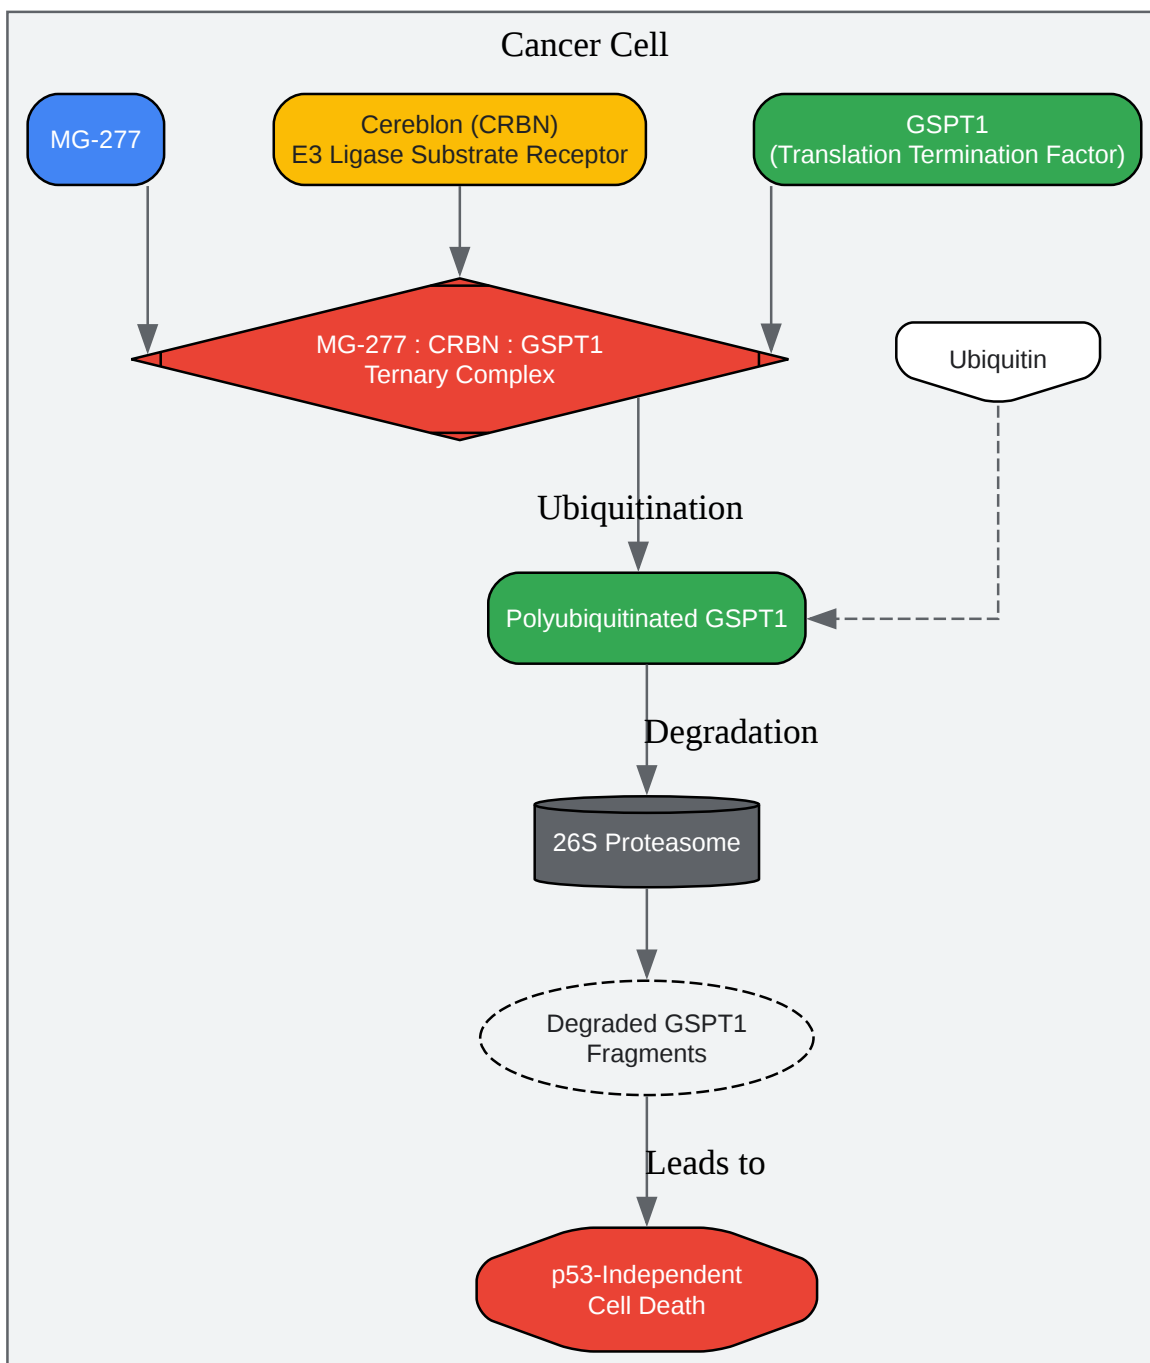 Cancer Cell
MG-277
Cereblon (CRBN)
E3 Ligase Substrate Receptor
GSPT1
(Translation Termination Factor)
MG-277 : CRBN : GSPT1
Ternary Complex
Ubiquitin
Ubiquitination
Polyubiquitinated GSPT1
Degradation
26S Proteasome
Degraded GSPT1
Fragments
Leads to
p53-Independent
Cell Death